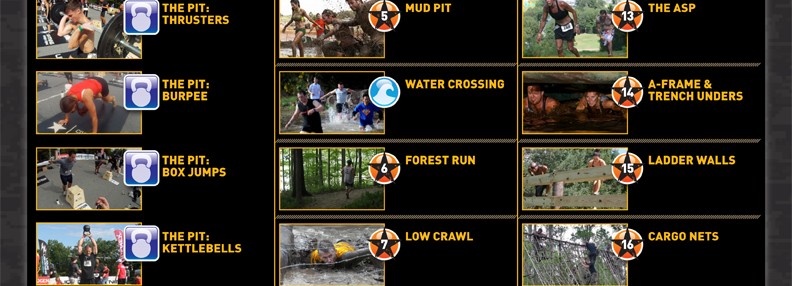 THE PIT:
THRUSTERS
THE PIT:
BURPEE
THE PIT:
BOX JUMPS
THE PIT:
KETTLEBELLS
5
MUD PIT
WATER CROSSING
6
FOREST RUN
7
LOW CRAWL
13
THE ASP
14
A-FRAME &
TRENCH UNDERS
15
LADDER WALLS
16
CARGO NETS